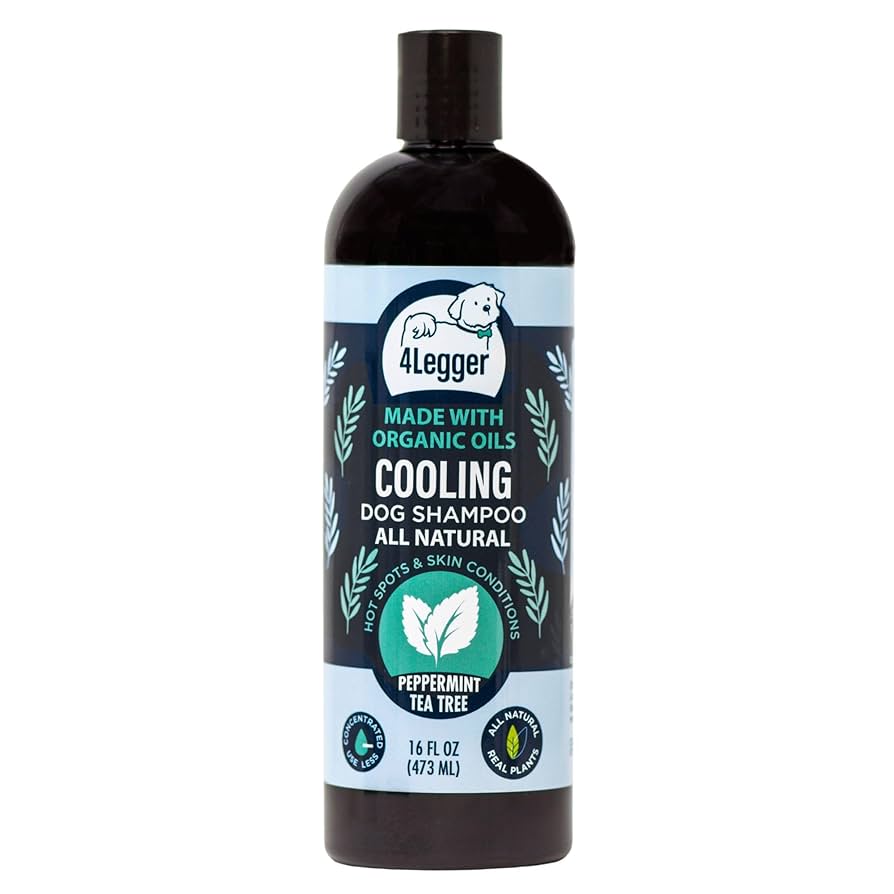 4Legger
MADE WITH
ORGANIC OILS
COOLING
DOG SHAMPOO
ALL NATURAL
HOT SPOTS & SKIN CONDITIONS
PEPPERMINT
TEA TREE
CONCENTRATED
USE LESS
16 FL OZ
(473 ML)
ALL NATURAL
REAL PLANTS